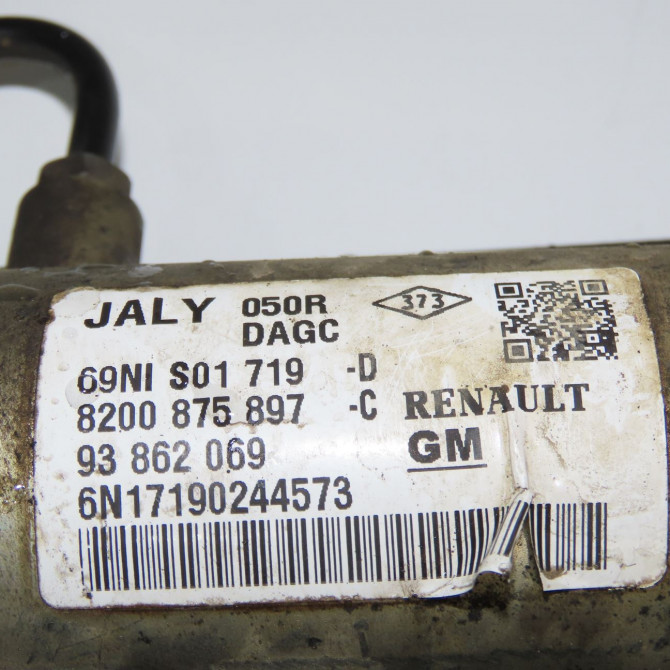 JALY 050R 373
DAGC
69NI S01 719 -D
8200 875 897 -C RENAULT
93 862 069 GM
6N17190244573